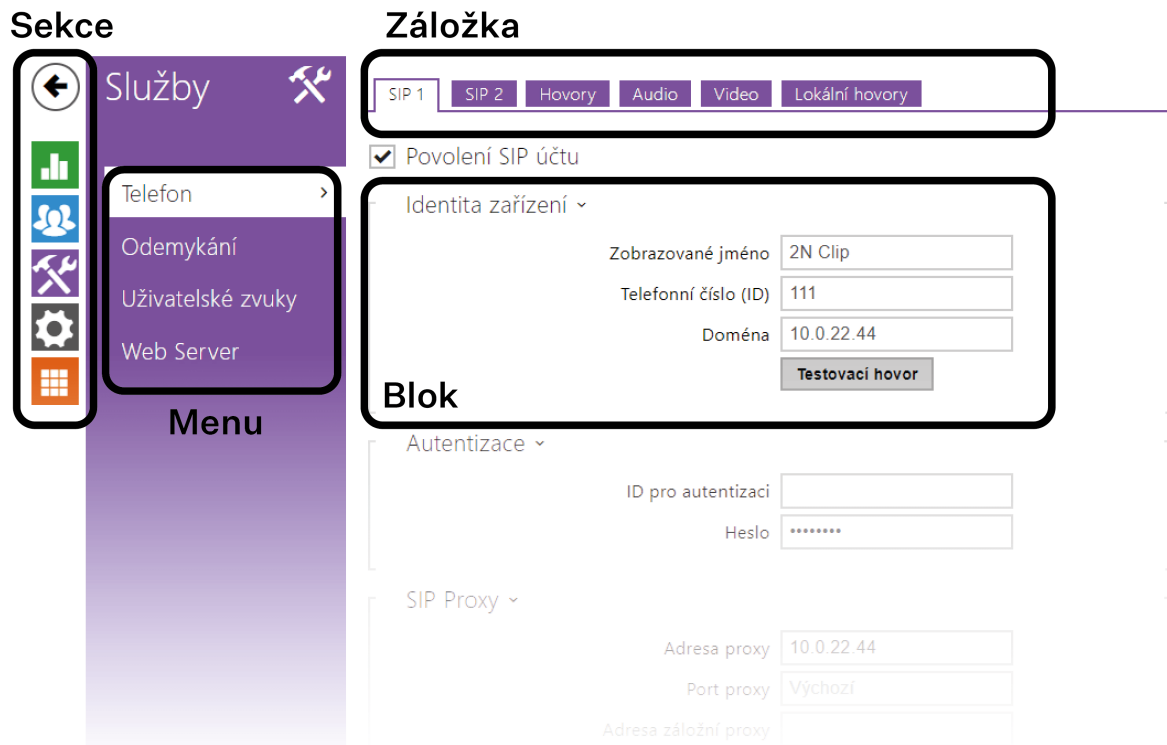 Sekce
Záložka
Služby
SIP 1 SIP 2 Hovory Audio Video Lokální hovory
Povolení SIP účtu
Telefon
Odemykání
Uživatelské zvuky
Web Server
Menu
Identita zařízení
Zobrazované jméno 2N Clip
Telefonní číslo (ID) 111
Doména 10.0.22.44
Testovací hovor
Blok
Autentizace
ID pro autentizaci
Heslo ••••••••
SIP Proxy
Adresa proxy 10.0.22.44
Port proxy Výchozí
Adresa záložní proxy